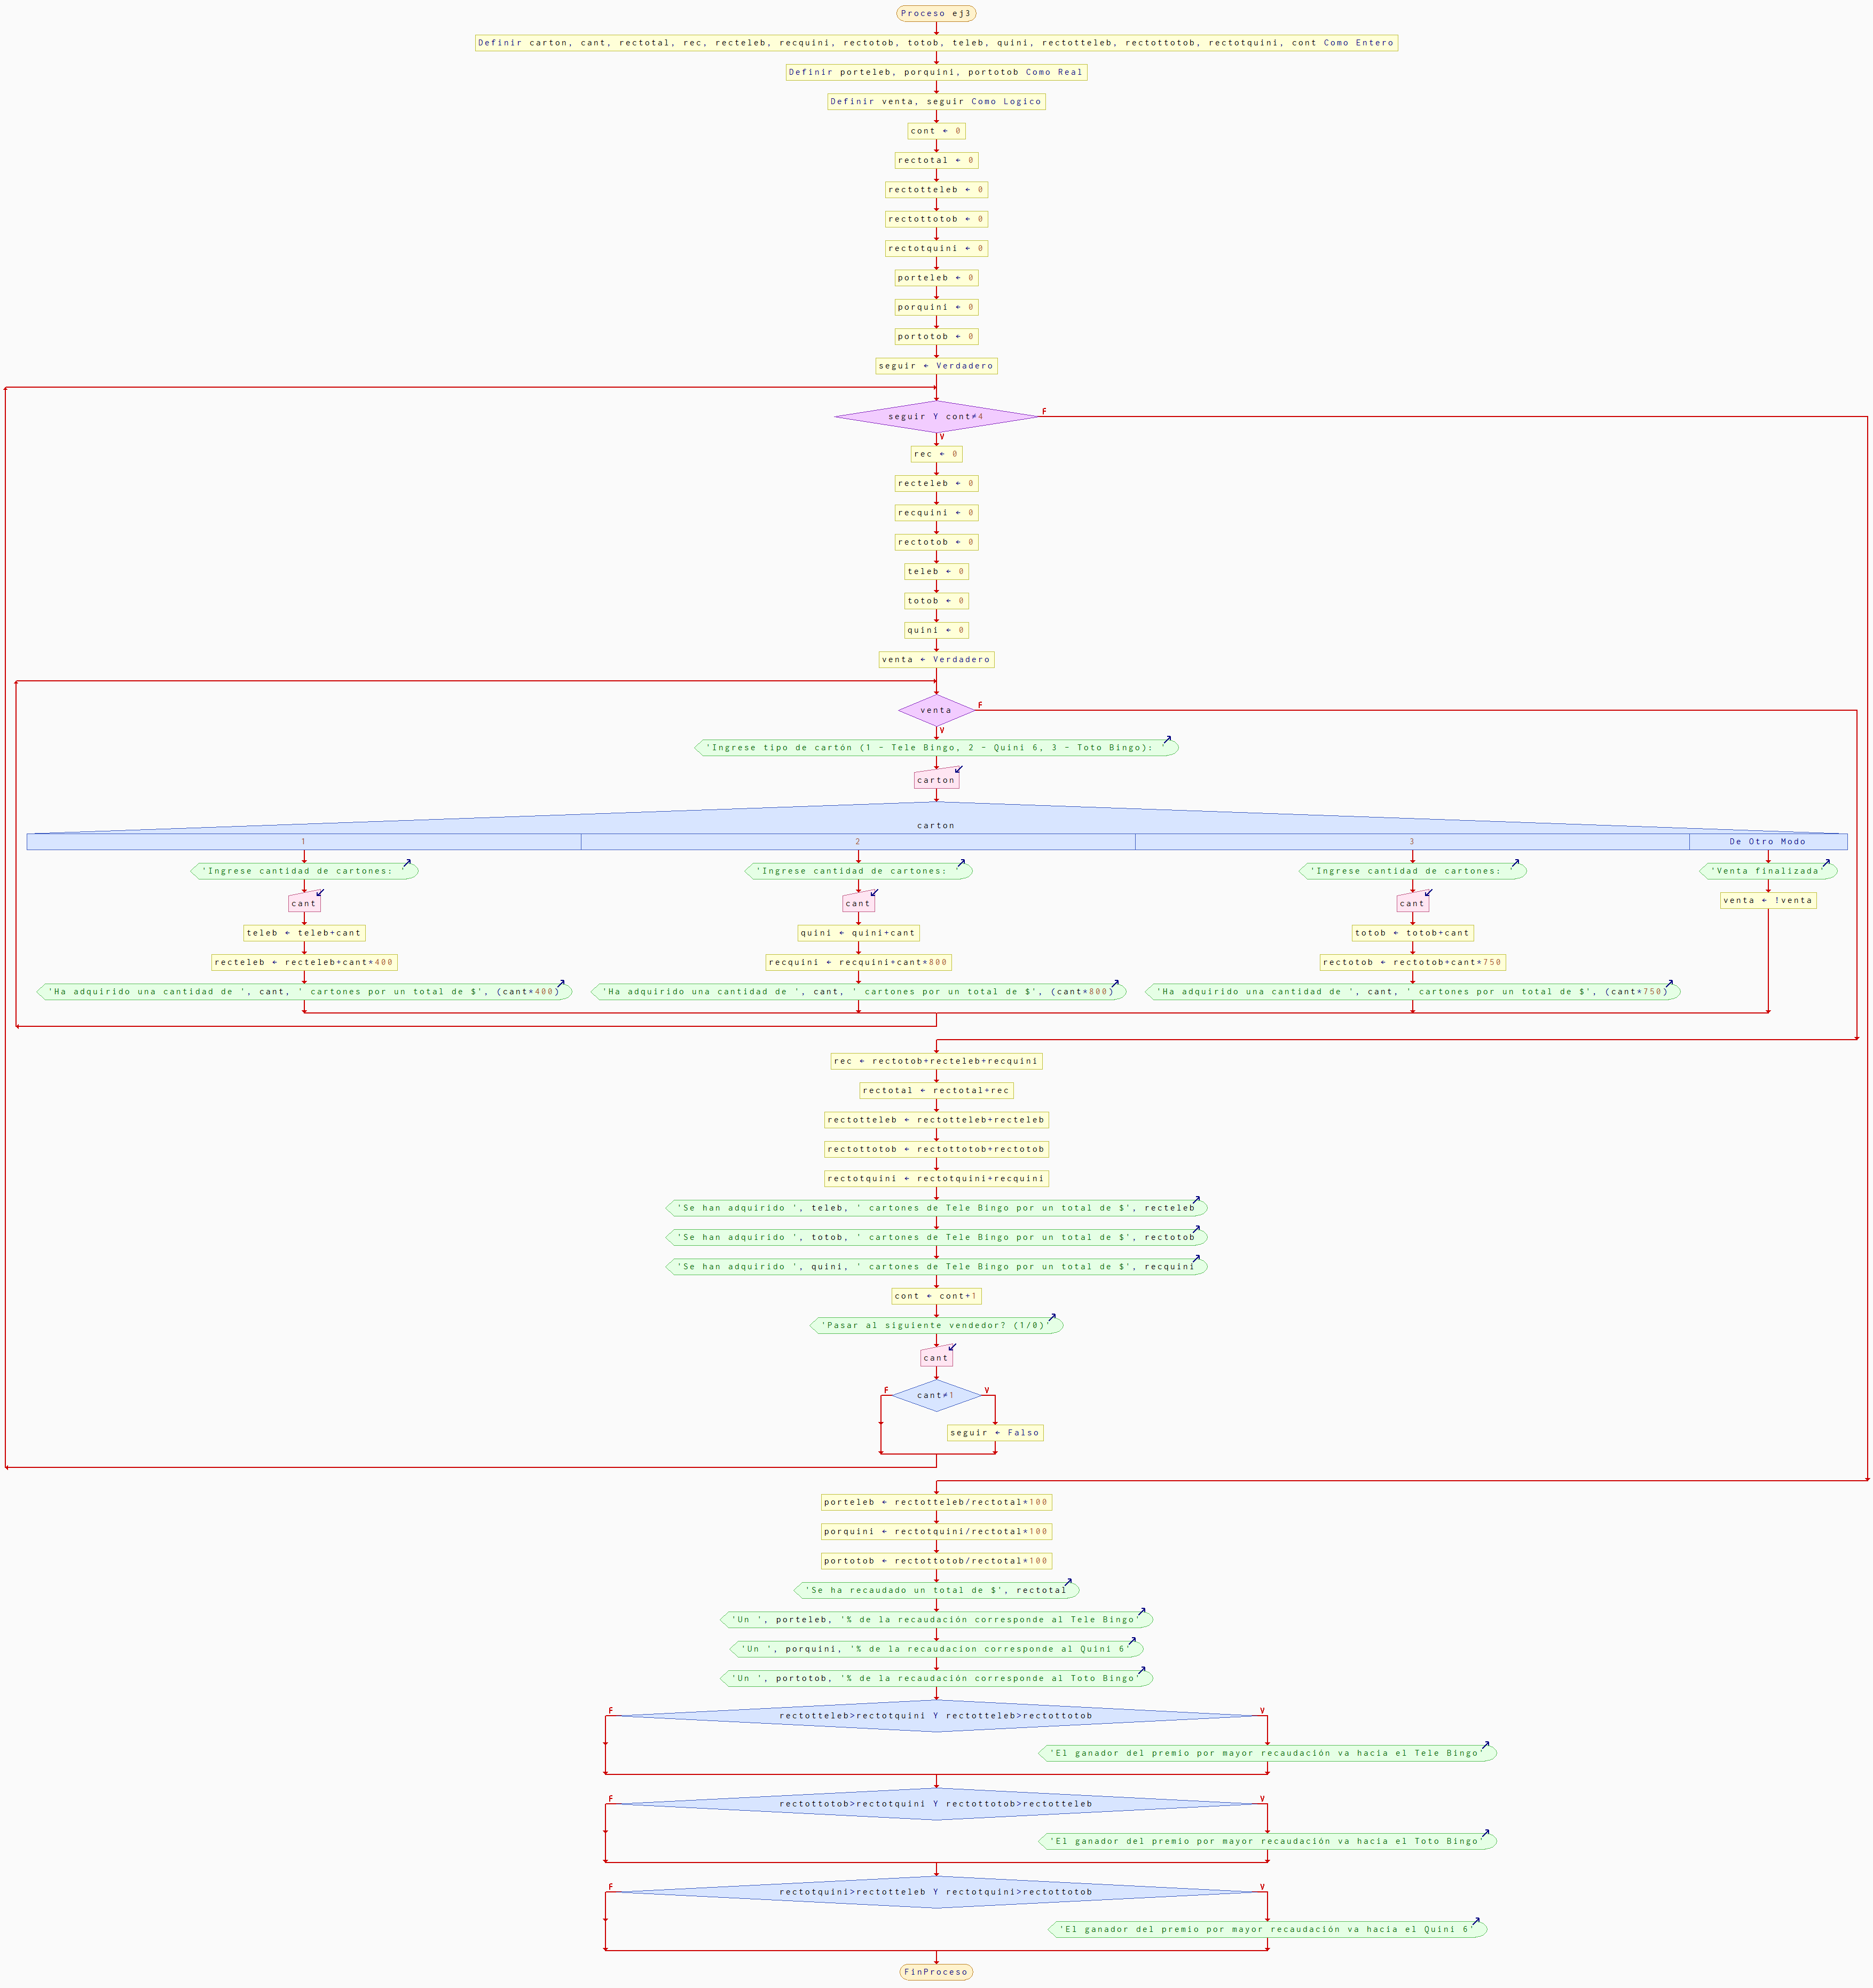 Proceso ej3
Definir carton, cant, rectotal, rec, recteleb, recquini, rectotob, totob, teleb, quini, rectotteleb, rectottotob, rectotquini, cont Como Entero
Definir porteleb, porquini, portotob Como Real
Definir venta, seguir Como Logico
cont ← 0
rectotal ← 0
rectotteleb ← 0
rectottotob ← 0
rectotquini ← 0
porteleb ← 0
porquini ← 0
portotob ← 0
seguir ← Verdadero
seguir Y cont≠4
F
V
rec ← 0
recteleb ← 0
recquini ← 0
rectotob ← 0
teleb ← 0
totob ← 0
quini ← 0
venta ← Verdadero
venta
F
V
'Ingrese tipo de cartón (1 - Tele Bingo, 2 - Quini 6, 3 - Toto Bingo): '
carton
carton
1 2 3 De Otro Modo
'Ingrese cantidad de cartones: ' 'Ingrese cantidad de cartones: ' 'Ingrese cantidad de cartones: ' 'Venta finalizada'
cant cant cant venta ← !venta
teleb ← teleb+cant quini ← quini+cant totob ← totob+cant
recteleb ← recteleb+cant*400 recquini ← recquini+cant*800 rectotob ← rectotob+cant*750
'Ha adquirido una cantidad de ', cant, ' cartones por un total de $', (cant*400) 'Ha adquirido una cantidad de ', cant, ' cartones por un total de $', (cant*800) 'Ha adquirido una cantidad de ', cant, ' cartones por un total de $', (cant*750)
rec ← rectotob+recteleb+recquini
rectotal ← rectotal+rec
rectotteleb ← rectotteleb+recteleb
rectottotob ← rectottotob+rectotob
rectotquini ← rectotquini+recquini
'Se han adquirido ', teleb, ' cartones de Tele Bingo por un total de $', recteleb
'Se han adquirido ', totob, ' cartones de Tele Bingo por un total de $', rectotob
'Se han adquirido ', quini, ' cartones de Tele Bingo por un total de $', recquini
cont ← cont+1
'Pasar al siguiente vendedor? (1/0)'
cant
F cant≠1 V
seguir ← Falso
porteleb ← rectotteleb/rectotal*100
porquini ← rectotquini/rectotal*100
portotob ← rectottotob/rectotal*100
'Se ha recaudado un total de $', rectotal
'Un ', porteleb, '% de la recaudación corresponde al Tele Bingo'
'Un ', porquini, '% de la recaudacion corresponde al Quini 6'
'Un ', portotob, '% de la recaudación corresponde al Toto Bingo'
F rectotteleb>rectotquini Y rectotteleb>rectottotob V
'El ganador del premio por mayor recaudación va hacia el Tele Bingo'
F rectottotob>rectotquini Y rectottotob>rectotteleb V
'El ganador del premio por mayor recaudación va hacia el Toto Bingo'
F rectotquini>rectotteleb Y rectotquini>rectottotob V
'El ganador del premio por mayor recaudación va hacia el Quini 6'
FinProceso